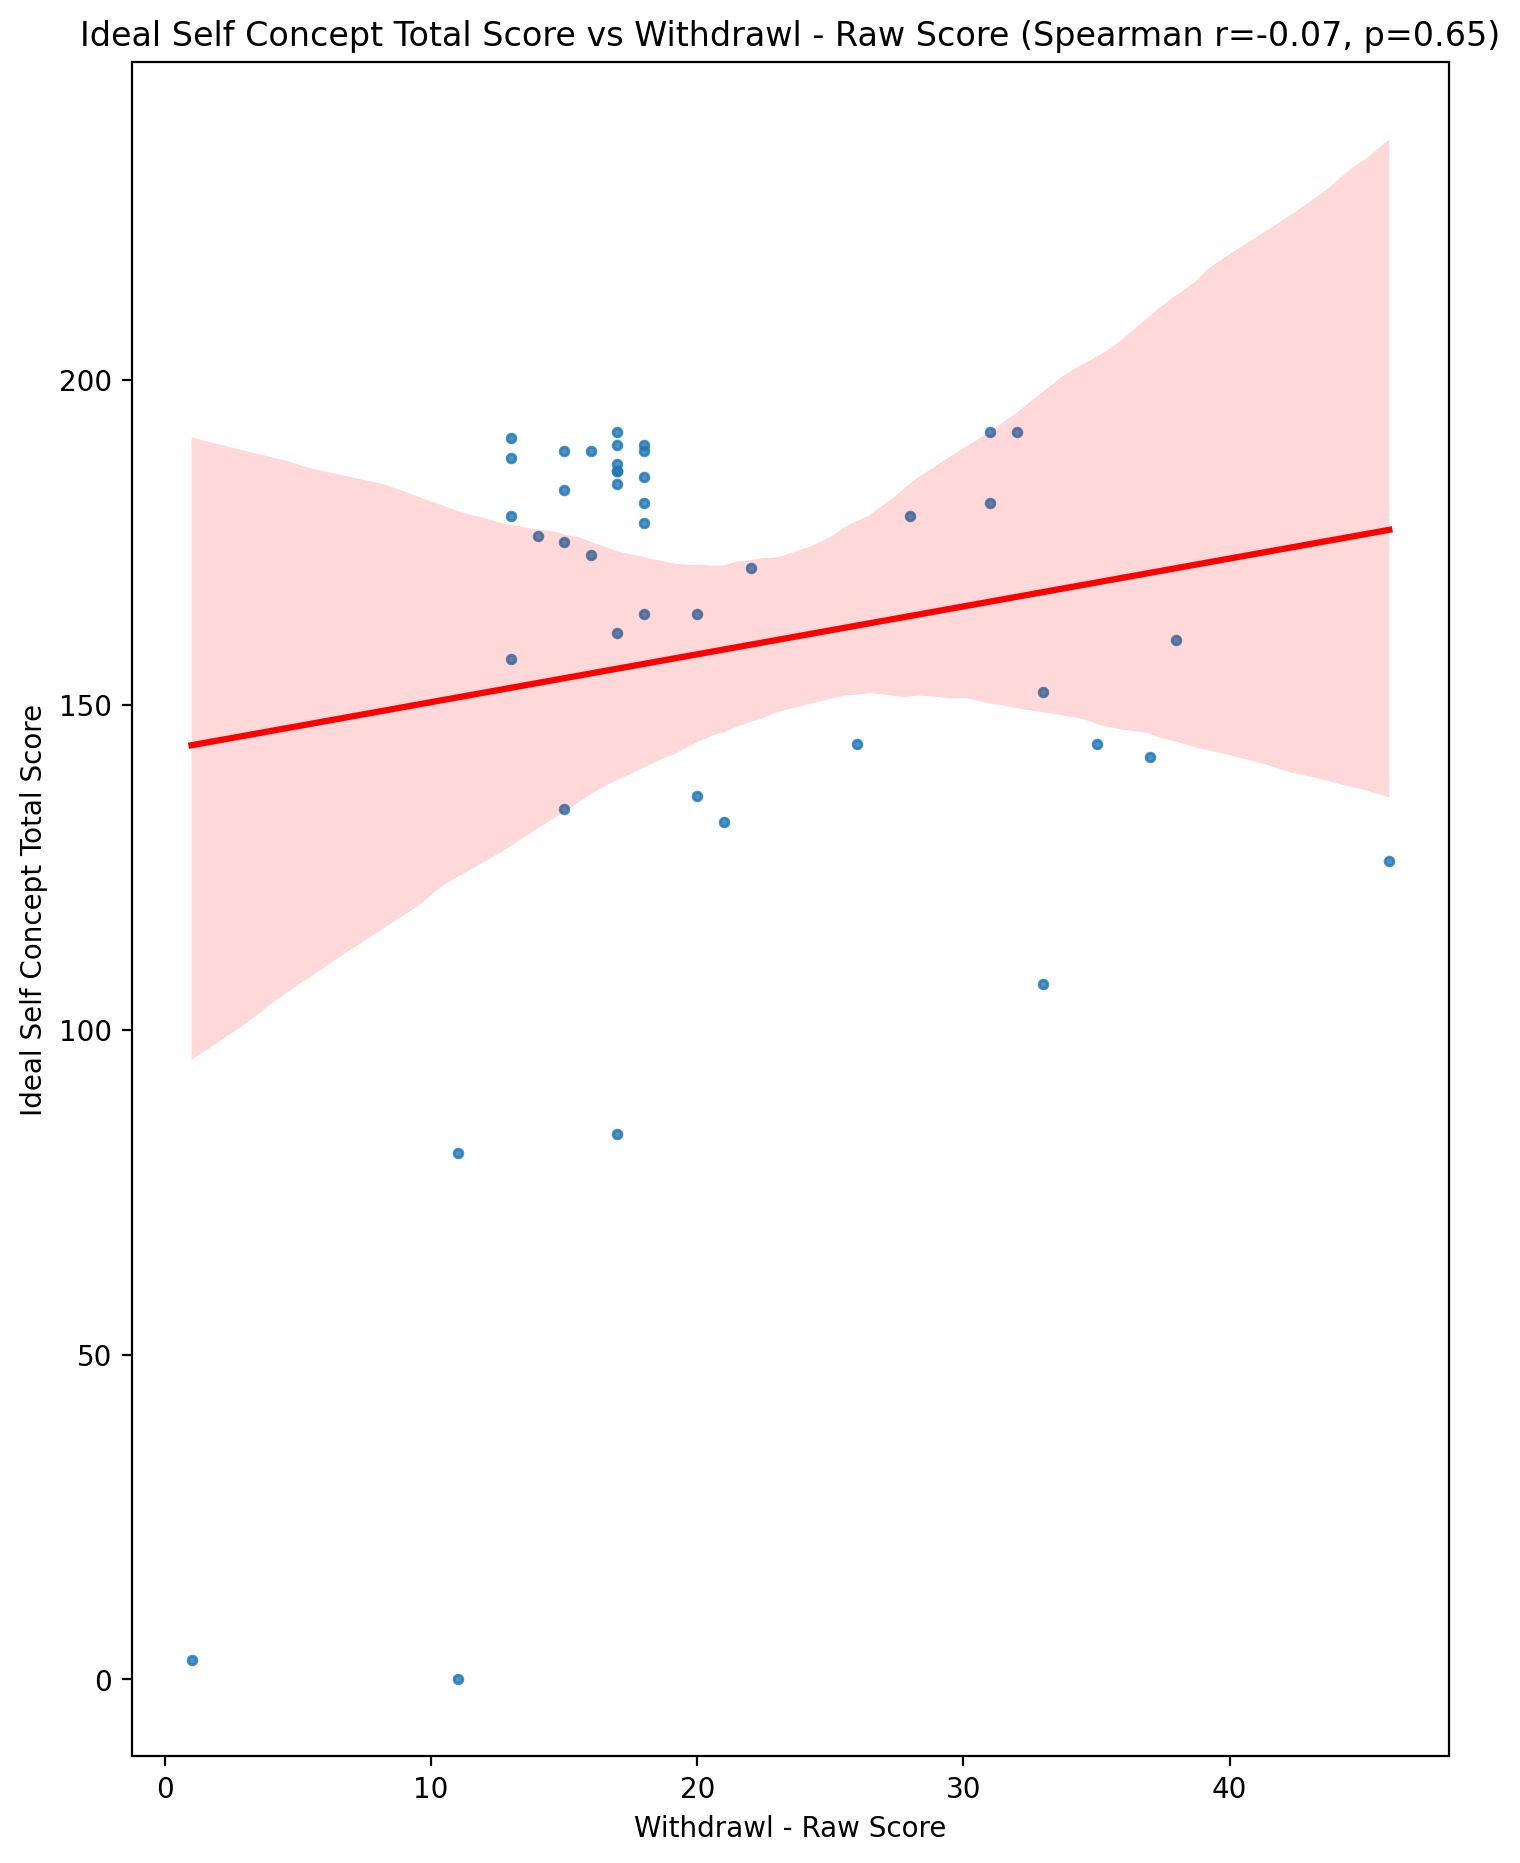 Ideal Self Concept Total Score vs Withdrawl - Raw Score (Spearman r=-0.07, p=0.65)
Ideal Self Concept Total Score
200
150
100
50
0
0 10 20 30 40
Withdrawl - Raw Score